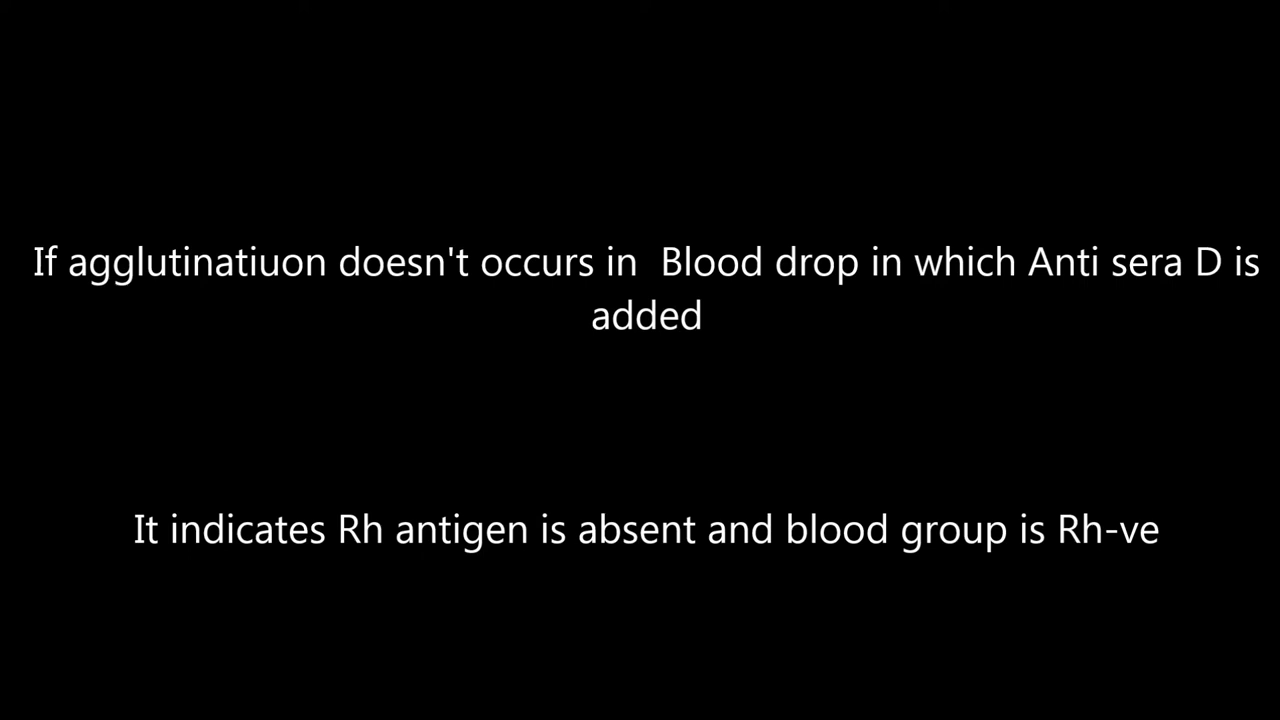 If agglutinatiuon doesn't occurs in  Blood drop in which Anti sera D is
added
It indicates Rh antigen is absent and blood group is Rh-ve